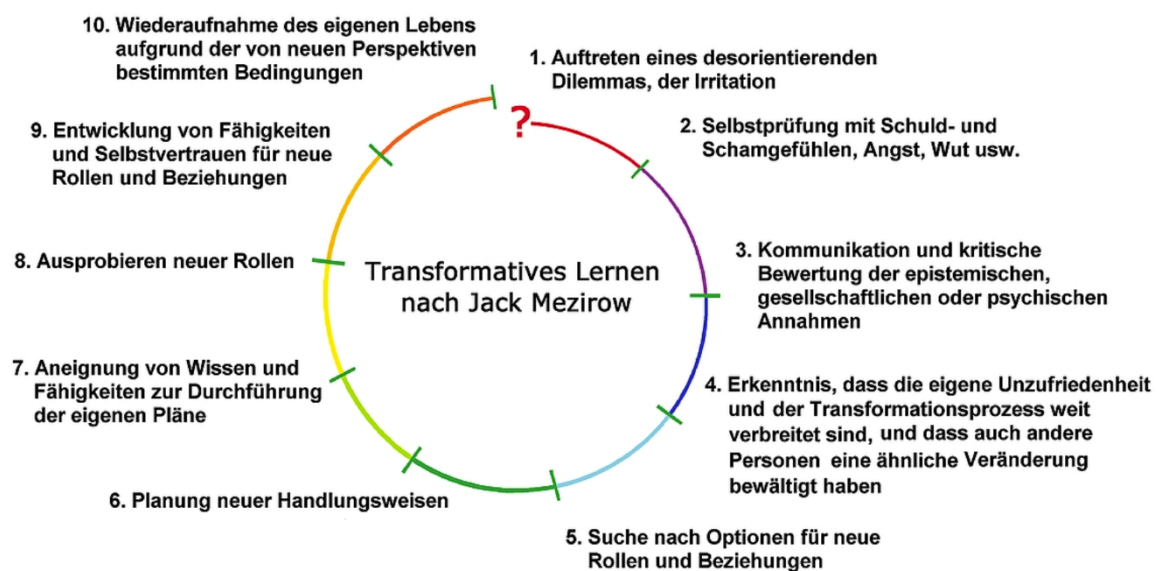 10. Wiederaufnahme des eigenen Lebens
aufgrund der von neuen Perspektiven
bestimmten Bedingungen
1. Auftreten eines desorientierenden
Dilemmas, der Irritation
?
2. Selbstprüfung mit Schuld- und
Schamgefühlen, Angst, Wut usw.
9. Entwicklung von Fähigkeiten
und Selbstvertrauen für neue
Rollen und Beziehungen
3. Kommunikation und kritische
Bewertung der epistemischen,
gesellschaftlichen oder psychischen
Annahmen
8. Ausprobieren neuer Rollen
Transformatives Lernen
nach Jack Mezirow
7. Aneignung von Wissen und
Fähigkeiten zur Durchführung
der eigenen Pläne
4. Erkenntnis, dass die eigene Unzufriedenheit
und der Transformationsprozess weit
verbreitet sind, und dass auch andere
Personen eine ähnliche Veränderung
bewältigt haben
6. Planung neuer Handlungsweisen
5. Suche nach Optionen für neue
Rollen und Beziehungen